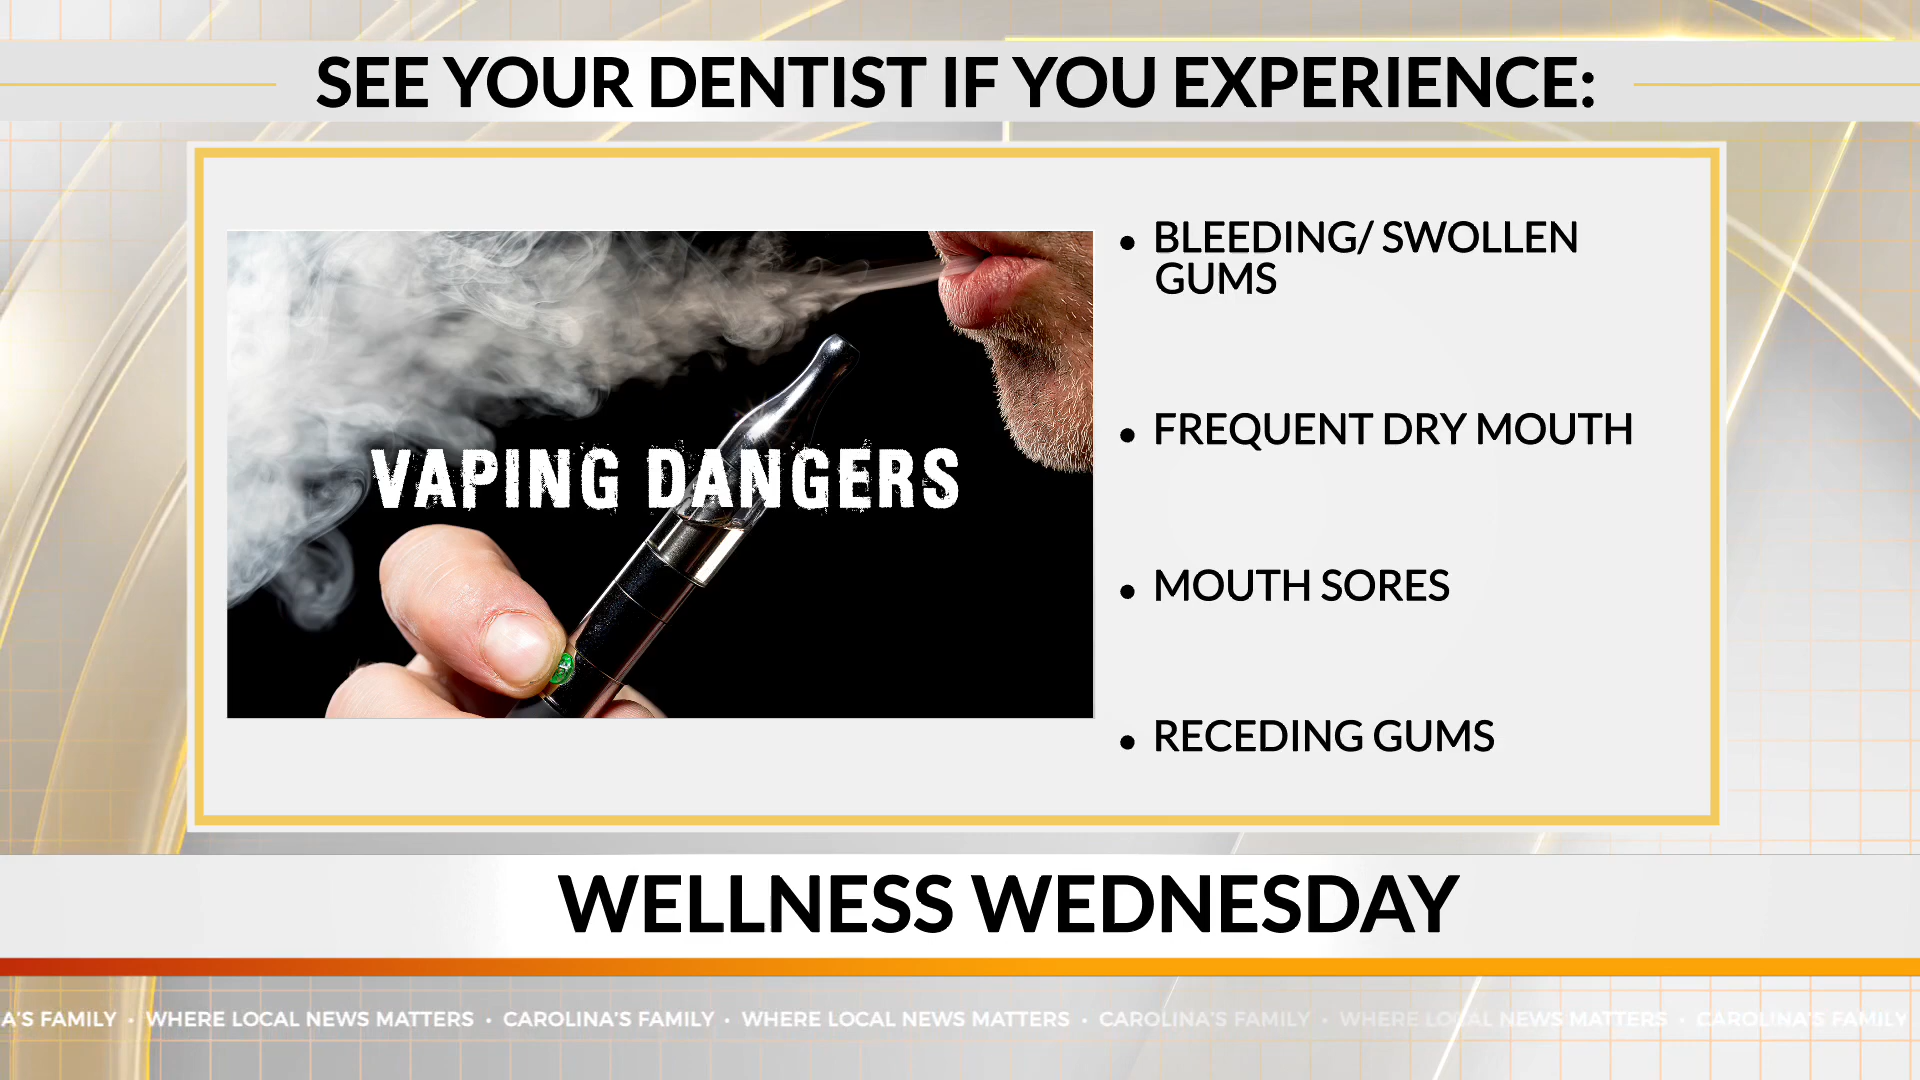 SEE YOUR DENTIST IF YOU EXPERIENCE:
VAPING DANGERS
• BLEEDING/ SWOLLEN
GUMS
• FREQUENT DRY MOUTH
• MOUTH SORES
• RECEDING GUMS
WELLNESS WEDNESDAY
A'S FAMILY • WHERE LOCAL NEWS MATTERS • CAROLINA'S FAMILY • WHERE LOCAL NEWS MATTERS • CAROLINA'S FAMILY • WHERE LOCAL NEWS MATTERS • CAROLINA'S FAMILY